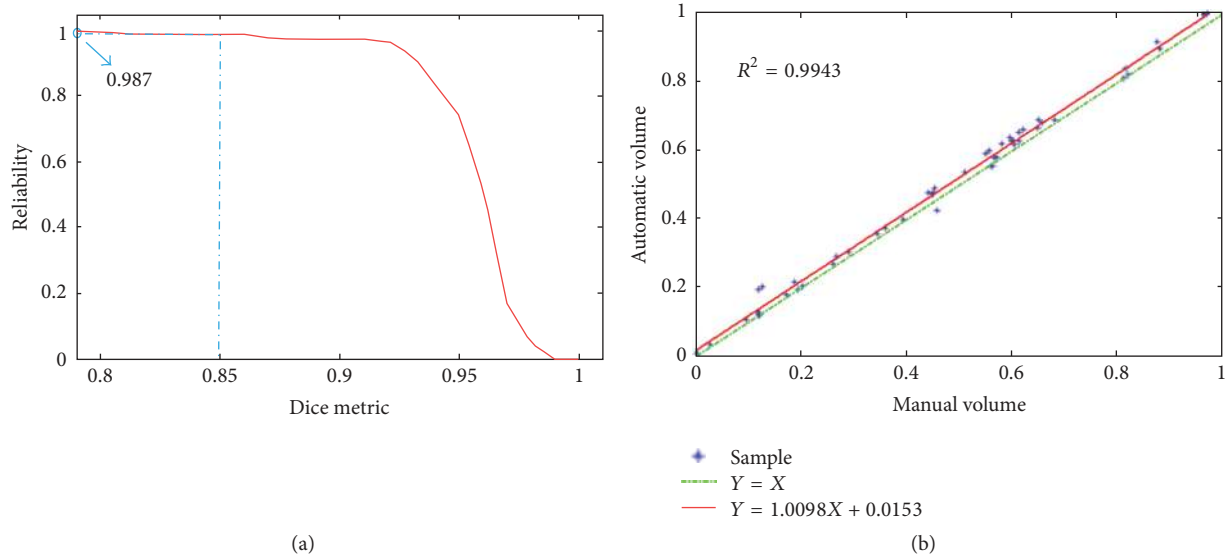 1
0.8
0.6
0.4
0.2
0
Reliability
0.987
0.8
0.85
0.9
0.95
1
Dice metric
(a)
1
0.8
0.6
0.4
0.2
0
Automatic volume
R² = 0.9943
0
0.2
0.4
0.6
0.8
1
Manual volume
Sample
Y = X
Y = 1.0098X + 0.0153
(b)